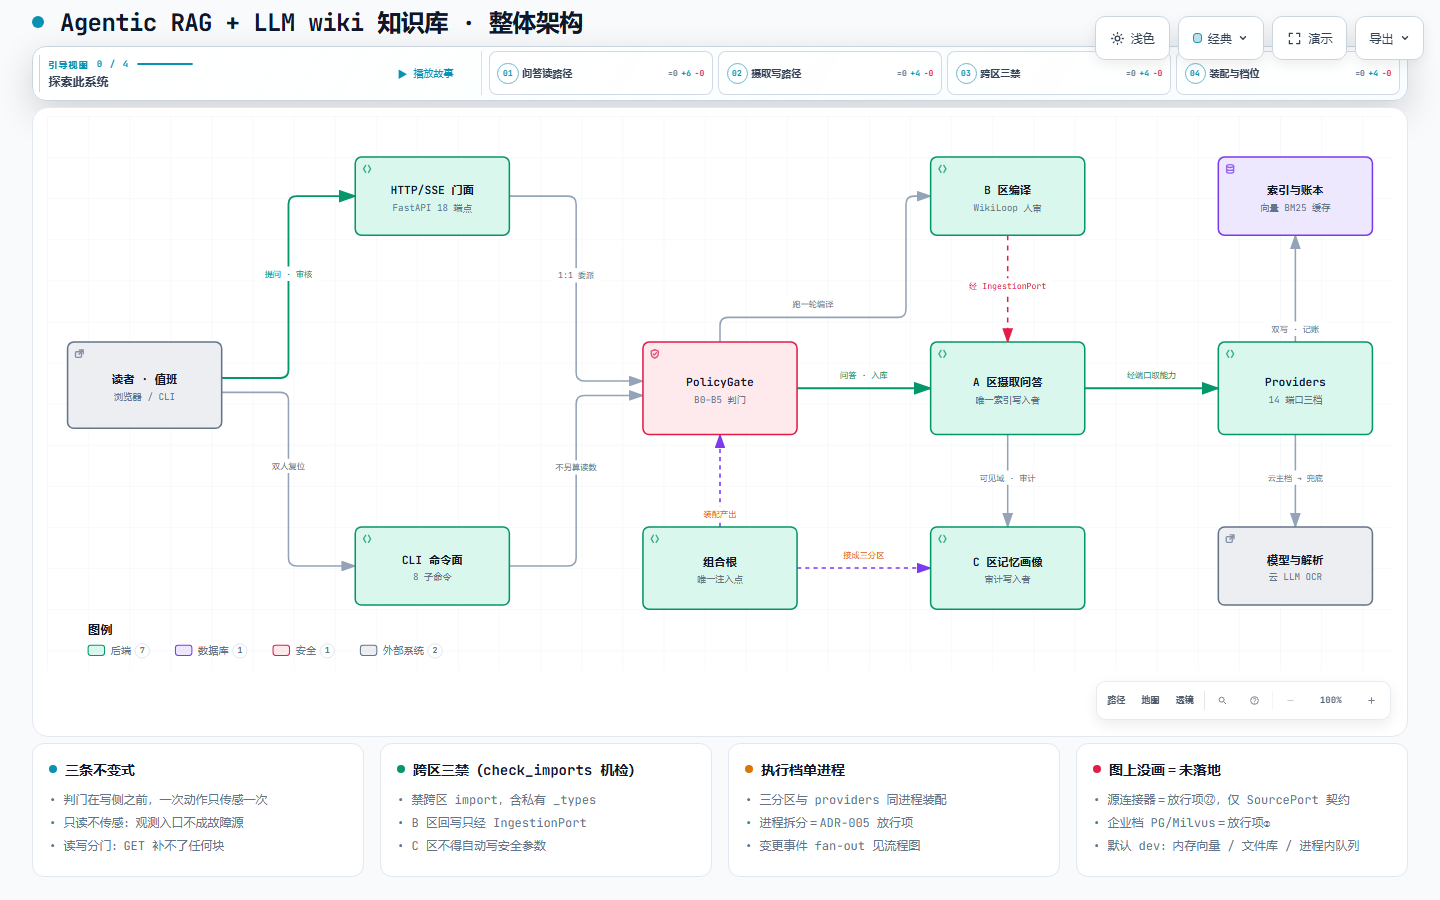 Agentic RAG + LLM wiki 知识库 · 整体架构
浅色
经典
演示
导出
引导视图 0 / 4
探索此系统
播放故事
01 问答读路径 =0 +6 -0
02 摄取写路径 =0 +4 -0
03 跨区三禁 =0 +4 -0
04 装配与档位 =0 +4 -0
HTTP/SSE 门面
FastAPI 18 端点
B 区编译
WikiLoop 人审
索引与账本
向量 BM25 缓存
提问 · 审核
1:1 委派
经 IngestionPort
跑一轮编译
双写 · 记账
读者 · 值班
浏览器 / CLI
PolicyGate
B0-B5 判门
问答 · 入库
A 区摄取问答
唯一索引写入者
经端口取能力
Providers
14 端口三档
双人复位
不另算读数
可见域 · 审计
云主档 → 兜底
装配产出
CLI 命令面
8 子命令
组合根
唯一注入点
接成三分区
C 区记忆画像
审计写入者
模型与解析
云 LLM OCR
图例
后端 7
数据库 1
安全 1
外部系统 2
路径
地图
透镜
100%
三条不变式
• 判门在写侧之前，一次动作只传感一次
• 只读不传感: 观测入口不成故障源
• 读写分门: GET 补不了任何块
跨区三禁 (check_imports 机检)
• 禁跨区 import，含私有 _types
• B 区回写只经 IngestionPort
• C 区不得自动写安全参数
执行档单进程
• 三分区与 providers 同进程装配
• 进程拆分＝ADR-005 放行项
• 变更事件 fan-out 见流程图
图上没画＝未落地
• 源连接器＝放行项㉒，仅 SourcePort 契约
• 企业档 PG/Milvus＝放行项
• 默认 dev: 内存向量 / 文件库 / 进程内队列